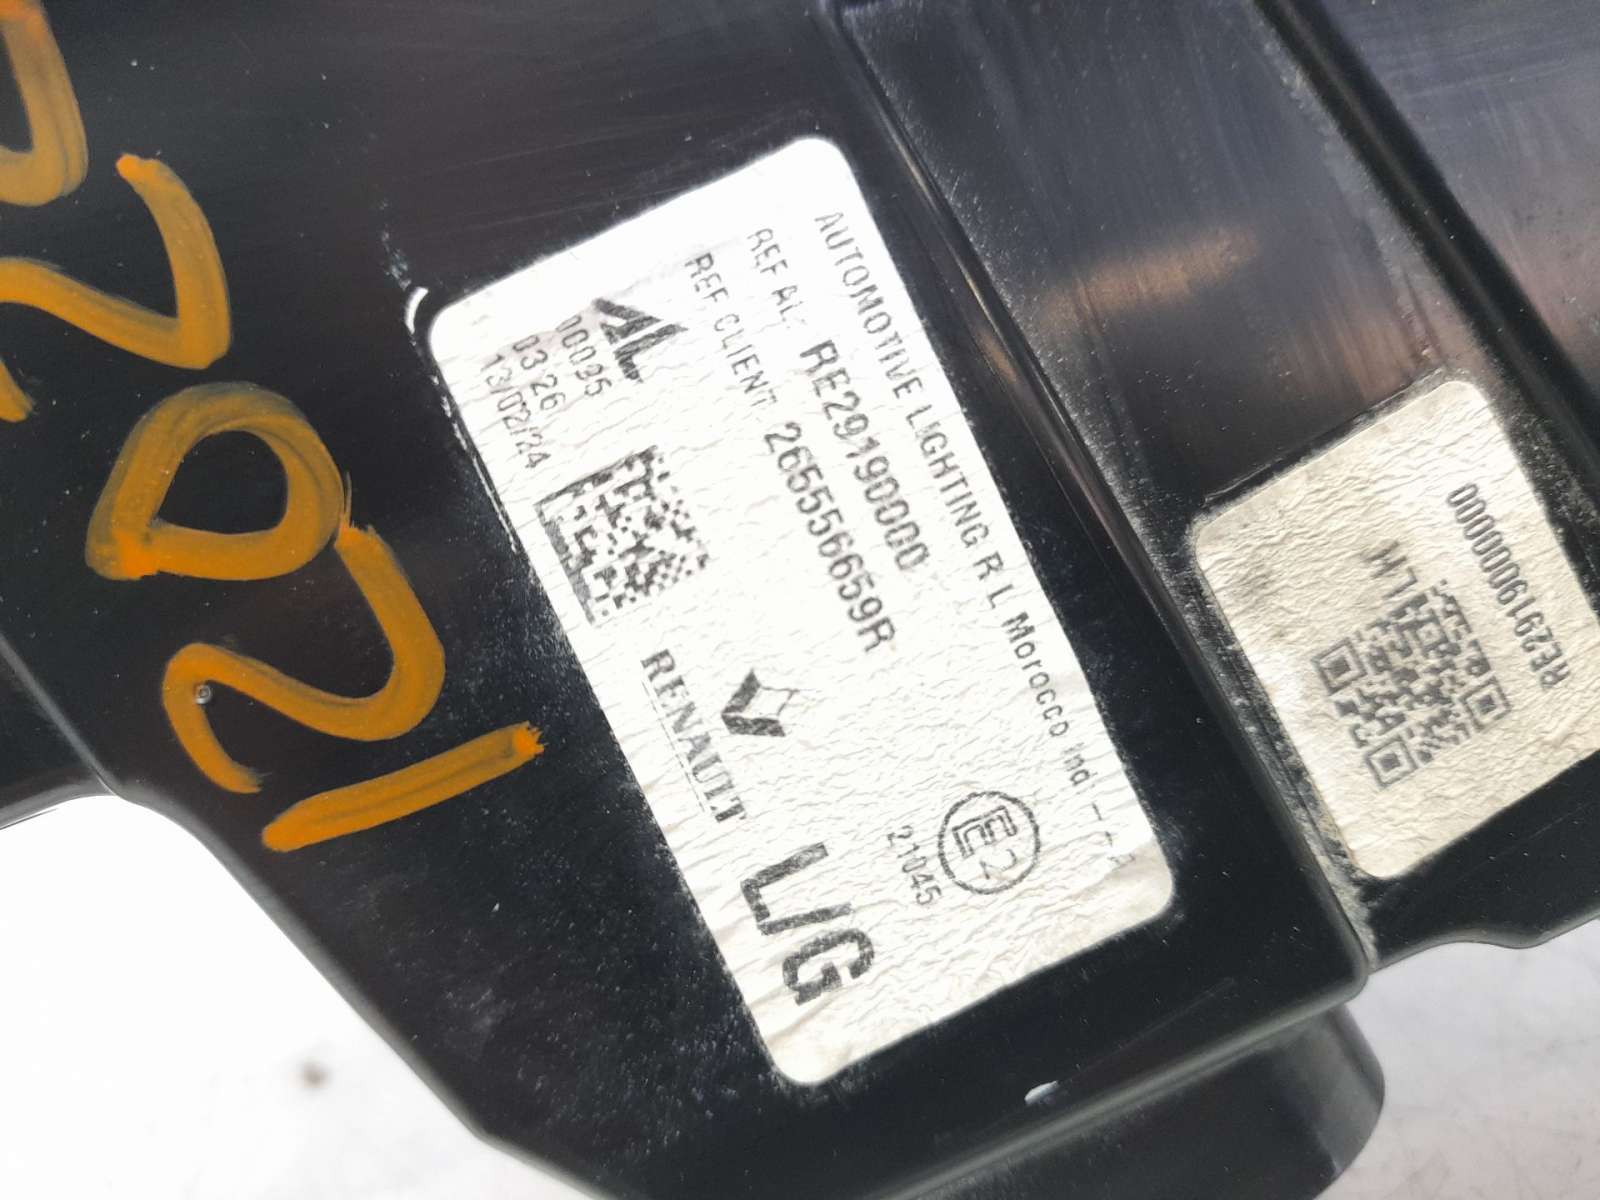 AUTOMOTIVE LIGHTING R L Morocco Ind
REF AL: RE29190000
REF CLIENT: 265556659R
AL
00095
03 26
13/02/24
RENAULT
E2
21045
L/G
RE2919000000
LH